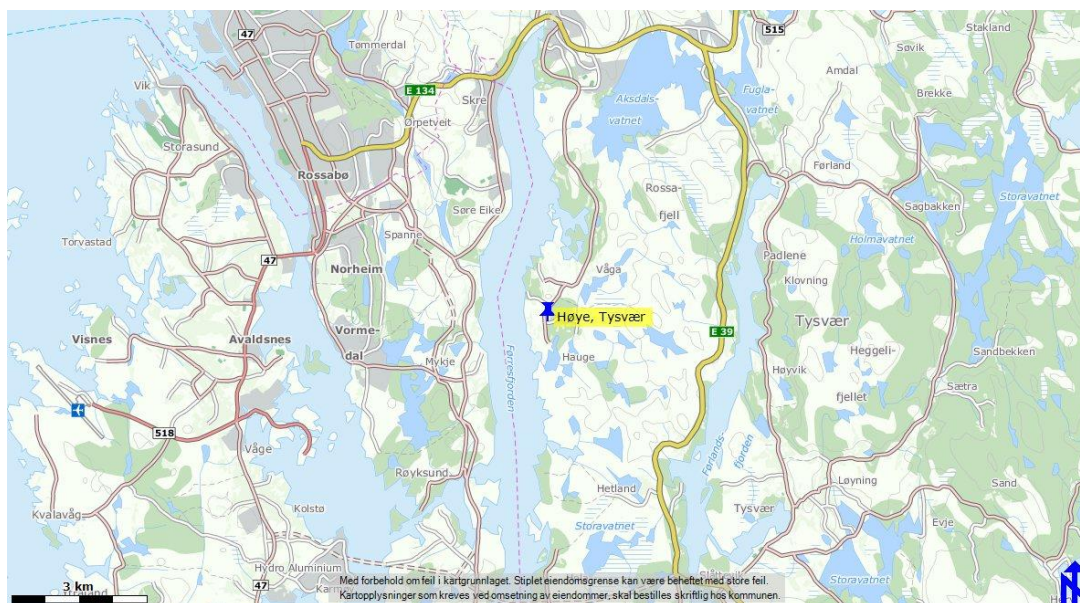 47
Tømmerdal
515
Stakland
Søvik
Amdal
Vik
E 134
Skre
Aksdals-
vatnet
Fugla-
vatnet
Brekke
Ørpetveit
Storasund
Førland
Rossabø
Rossa-
fjell
Storavatnet
Søre Eike
Sagbakken
Torvastad
Spanne
Holmavatnet
47
Norheim
Våga
Padlene
Klovning
Høye, Tysvær
Tysvær
Visnes
Avaldsnes
Vorme-
dal
E 39
Mykje
Førresfjorden
Hauge
Høyvik
Heggeli-
fjellet
Sandbekken
Sætra
518
Våge
Førlands-
fjorden
Røyksund
Hetland
Løyning
Sand
Kvalavåg
Kolstø
Storavatnet
Tysvær
Evje
Hydro Aluminium
3 km
47
Med forbehold om feil i kartgrunnlaget. Stiplet eiendomsgrense kan være beheftet med store feil.
Kartopplysninger som kreves ved omsetning av eiendommer, skal bestilles skriftlig hos kommunen.
N